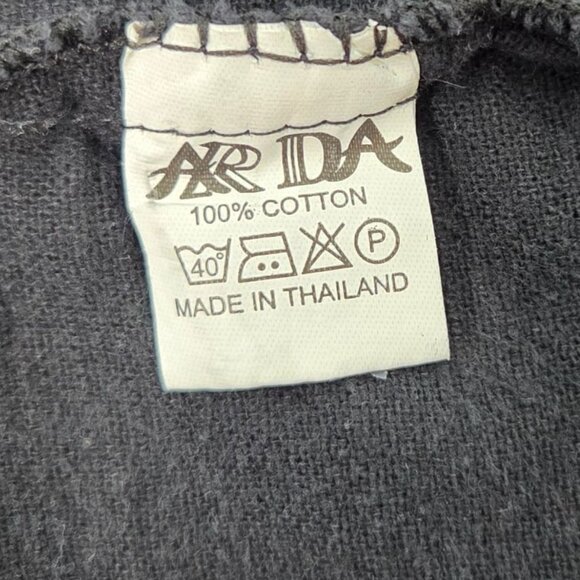 ARDA
100% COTTON
40° P
MADE IN THAILAND